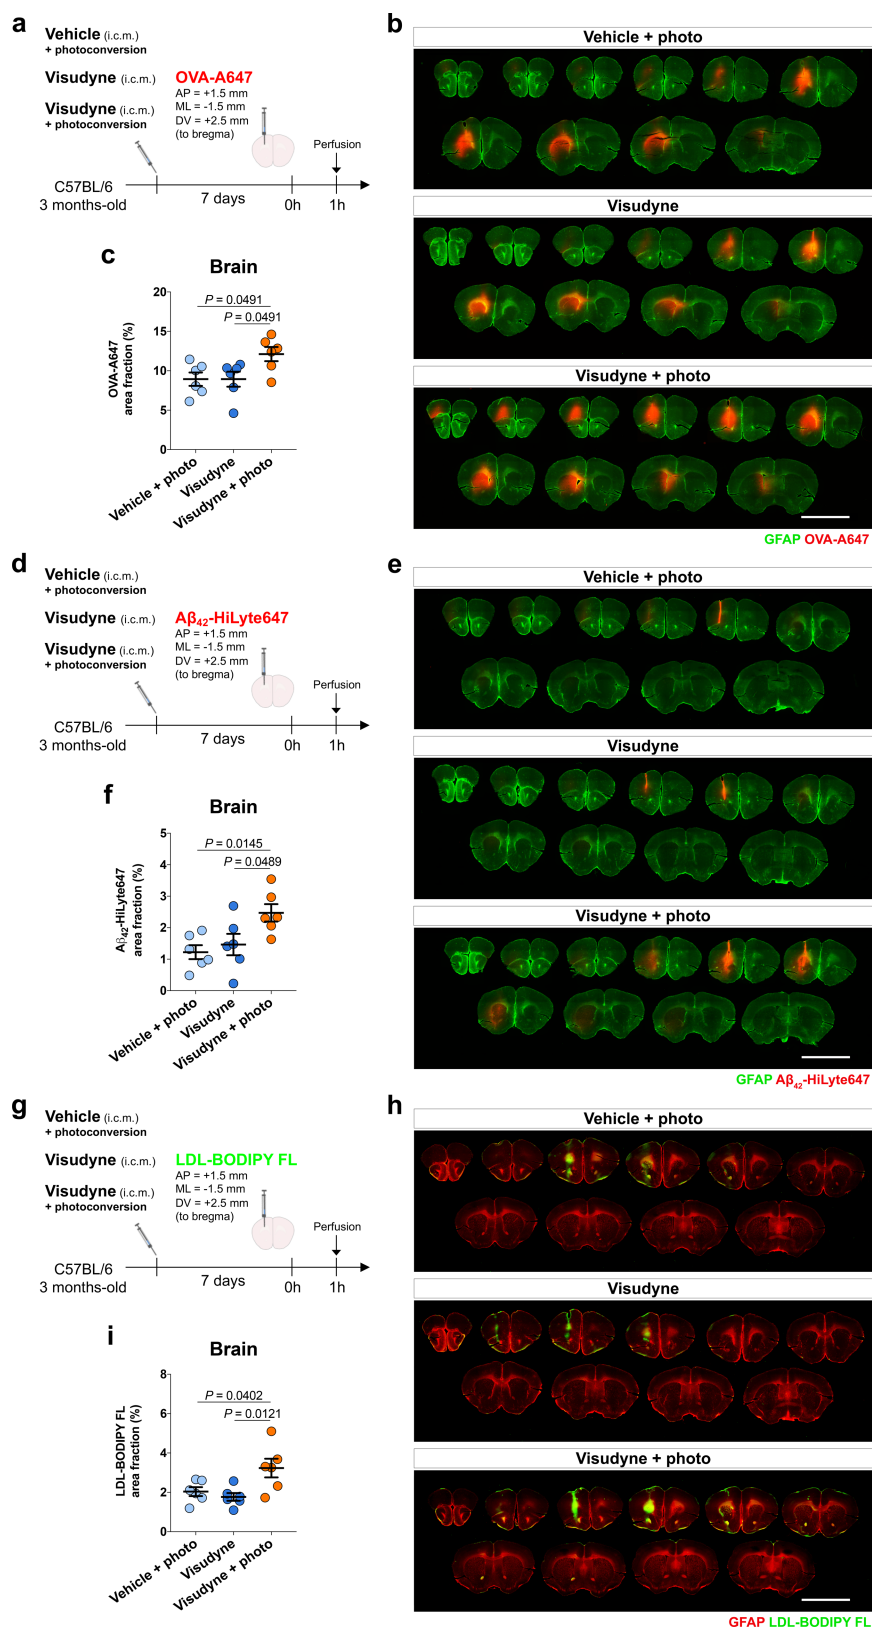 a
Vehicle (i.c.m.)
+ photoconversion
Visudyne (i.c.m.)
Visudyne (i.c.m.)
+ photoconversion
OVA-A647
AP = +1.5 mm
ML = -1.5 mm
DV = +2.5 mm
(to bregma)
Perfusion
C57BL/6
3 months-old
7 days
0h
1h
b
Vehicle + photo
Visudyne
Visudyne + photo
GFAP OVA-A647
c
Brain
OVA-A647
area fraction (%)
20
15
10
5
0
P = 0.0491
P = 0.0491
Vehicle + photo
Visudyne
Visudyne + photo
d
Vehicle (i.c.m.)
+ photoconversion
Visudyne (i.c.m.)
Visudyne (i.c.m.)
+ photoconversion
Aβ42-HiLyte647
AP = +1.5 mm
ML = -1.5 mm
DV = +2.5 mm
(to bregma)
Perfusion
C57BL/6
3 months-old
7 days
0h
1h
e
Vehicle + photo
Visudyne
Visudyne + photo
GFAP Aβ42-HiLyte647
f
Brain
Aβ42-HiLyte647
area fraction (%)
5
4
3
2
1
0
P = 0.0145
P = 0.0489
Vehicle + photo
Visudyne
Visudyne + photo
g
Vehicle (i.c.m.)
+ photoconversion
Visudyne (i.c.m.)
Visudyne (i.c.m.)
+ photoconversion
LDL-BODIPY FL
AP = +1.5 mm
ML = -1.5 mm
DV = +2.5 mm
(to bregma)
Perfusion
C57BL/6
3 months-old
7 days
0h
1h
h
Vehicle + photo
Visudyne
Visudyne + photo
GFAP LDL-BODIPY FL
i
Brain
LDL-BODIPY FL
area fraction (%)
8
6
4
2
0
P = 0.0402
P = 0.0121
Vehicle + photo
Visudyne
Visudyne + photo